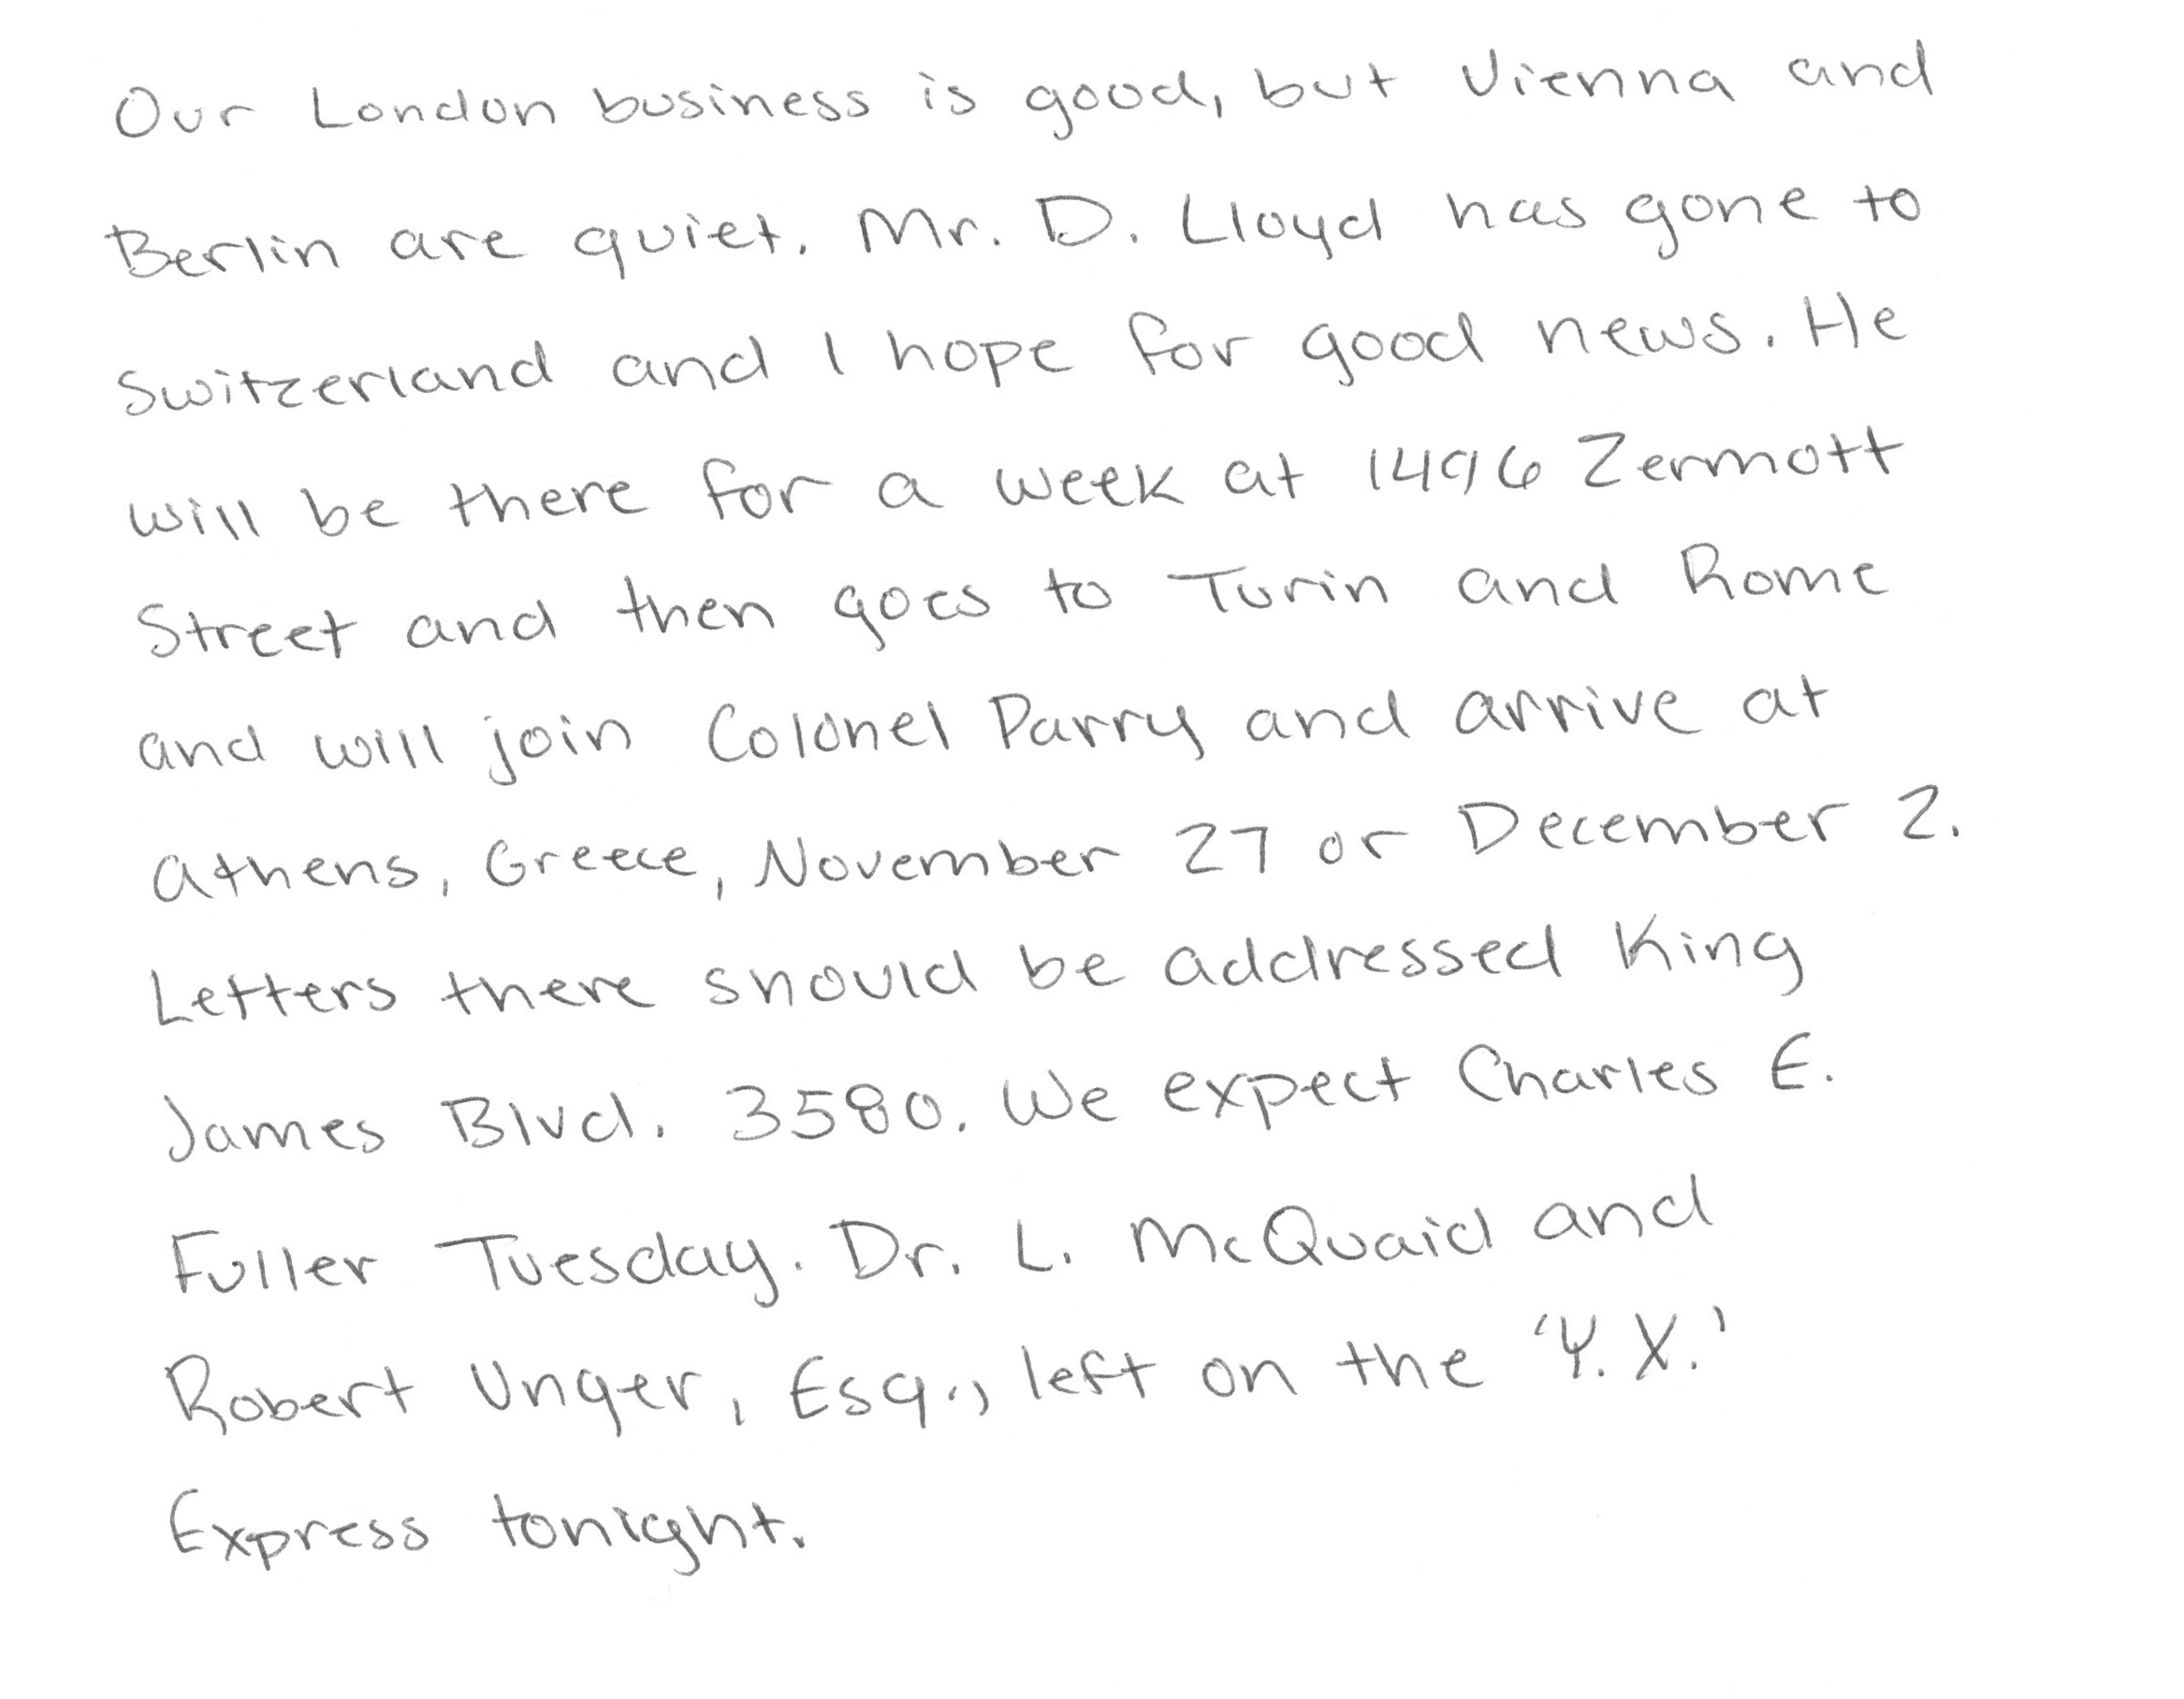 Our London business is good, but Vienna and
Berlin are quiet. Mr. D. Lloyd has gone to
Switzerland and I hope for good news. He
will be there for a week at 1496 Zermott
Street and then goes to Turin and Rome
and will join Colonel Parry and arrive at
Athens, Greece, November 27 or December 2.
Letters there should be addressed King
James Blvd. 3580. We expect Charles E.
Fuller Tuesday. Dr. L. McQuaid and
Robert Unger, Esq., left on the 'Y.X.'
Express tonight.